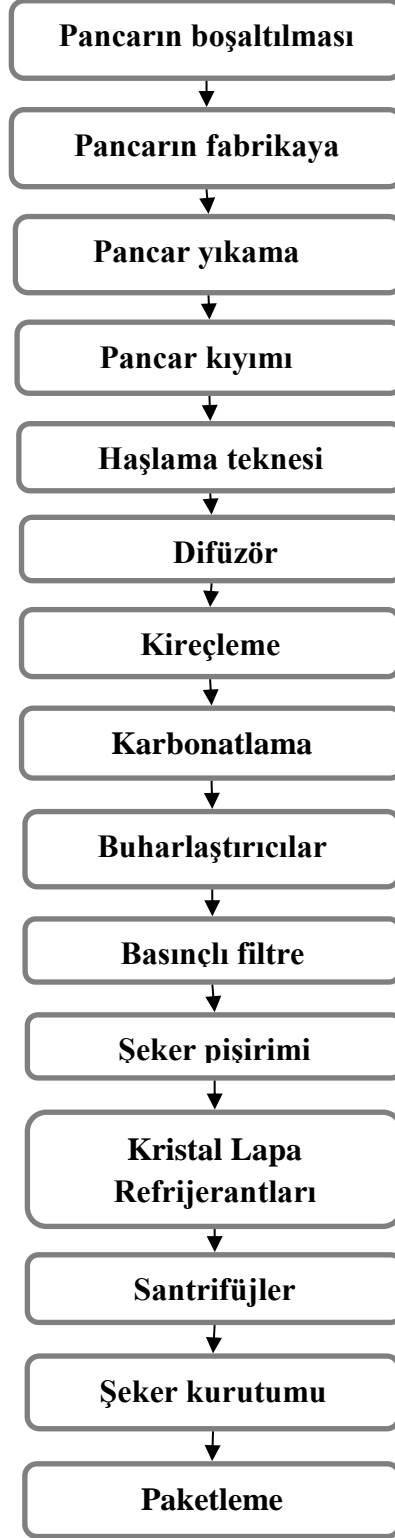 Pancarın boşaltılması
Pancarın fabrikaya
Pancar yıkama
Pancar kıyımı
Haşlama teknesi
Difüzör
Kireçleme
Karbonatlama
Buharlaştırıcılar
Basınçlı filtre
Şeker pişirimi
Kristal Lapa
Refrijerantları
Santrifüjler
Şeker kurutumu
Paketleme